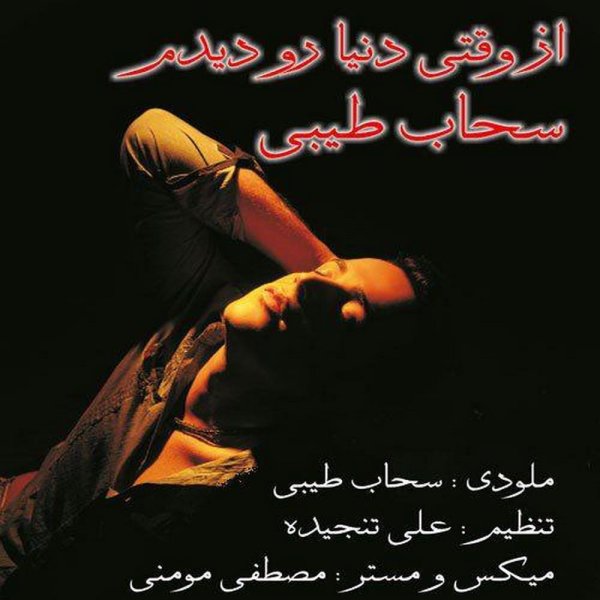 از وقتی دنیا رو دیدم
سحاب طیبی
ملودی : سحاب طیبی
تنظیم : علی تنجیده
میکس و مستر : مصطفی مومنی